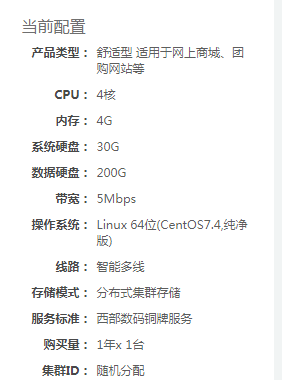 当前配置
产品类型： 舒适型 适用于网上商城、团
购网站等
CPU： 4核
内存： 4G
系统硬盘： 30G
数据硬盘： 200G
带宽： 5Mbps
操作系统： Linux 64位(CentOS7.4,纯净
版)
线路： 智能多线
存储模式： 分布式集群存储
服务标准： 西部数码铜牌服务
购买量： 1年x 1台
集群ID： 随机分配